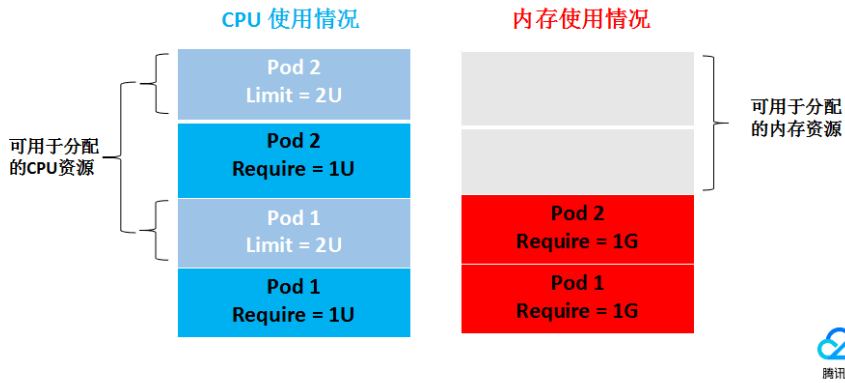 CPU 使用情况
内存使用情况
Pod 2
Limit = 2U
可用于分配
的CPU资源
Pod 2
Require = 1U
Pod 1
Limit = 2U
Pod 1
Require = 1U
可用于分配
的内存资源
Pod 2
Require = 1G
Pod 1
Require = 1G
腾讯